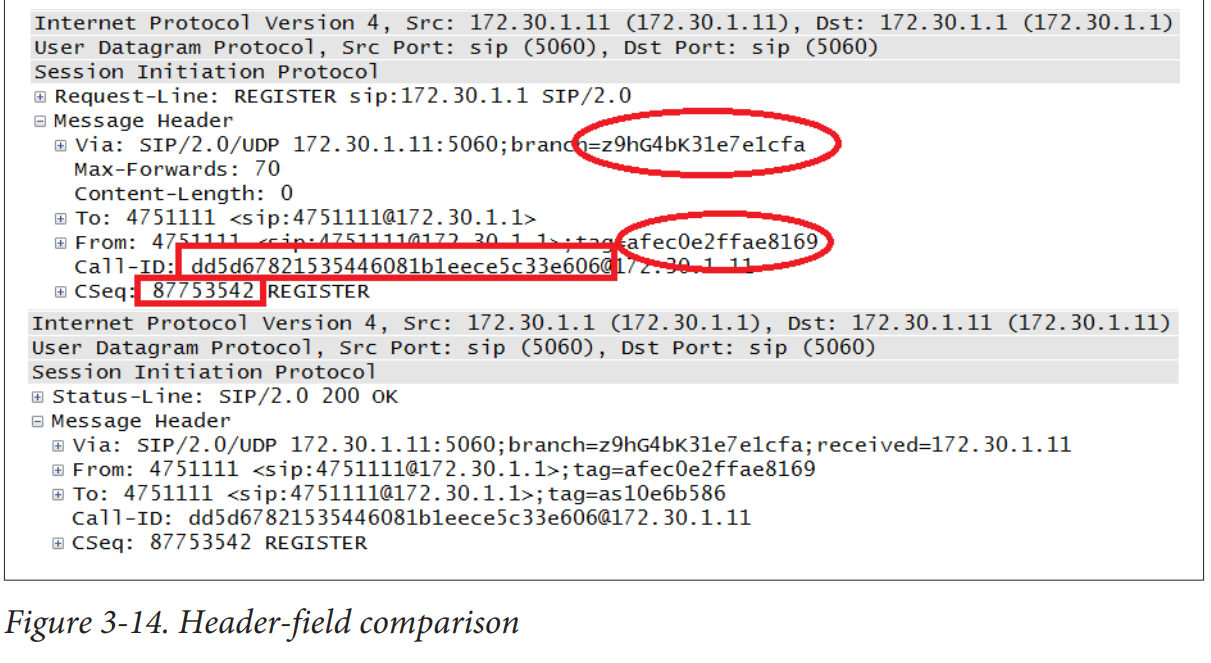 Internet Protocol Version 4, Src: 172.30.1.11 (172.30.1.11), Dst: 172.30.1.1 (172.30.1.1)
User Datagram Protocol, Src Port: sip (5060), Dst Port: sip (5060)
Session Initiation Protocol
Request-Line: REGISTER sip:172.30.1.1 SIP/2.0
Message Header
Via: SIP/2.0/UDP 172.30.1.11:5060;branch=z9hG4bK31e7e1cfa
Max-Forwards: 70
Content-Length: 0
To: 4751111 <sip:4751111@172.30.1.1>
From: 4751111 <sip:4751111@172.30.1.1>;tag=afec0e2ffae8169
Call-ID: dd5d67821535446081b1eece5c33e606@172.30.1.11
CSeq: 87753542 REGISTER
Internet Protocol Version 4, Src: 172.30.1.1 (172.30.1.1), Dst: 172.30.1.11 (172.30.1.11)
User Datagram Protocol, Src Port: sip (5060), Dst Port: sip (5060)
Session Initiation Protocol
Status-Line: SIP/2.0 200 OK
Message Header
Via: SIP/2.0/UDP 172.30.1.11:5060;branch=z9hG4bK31e7e1cfa;received=172.30.1.11
From: 4751111 <sip:4751111@172.30.1.1>;tag=afec0e2ffae8169
To: 4751111 <sip:4751111@172.30.1.1>;tag=as10e6b586
Call-ID: dd5d67821535446081b1eece5c33e606@172.30.1.11
CSeq: 87753542 REGISTER
Figure 3-14. Header-field comparison